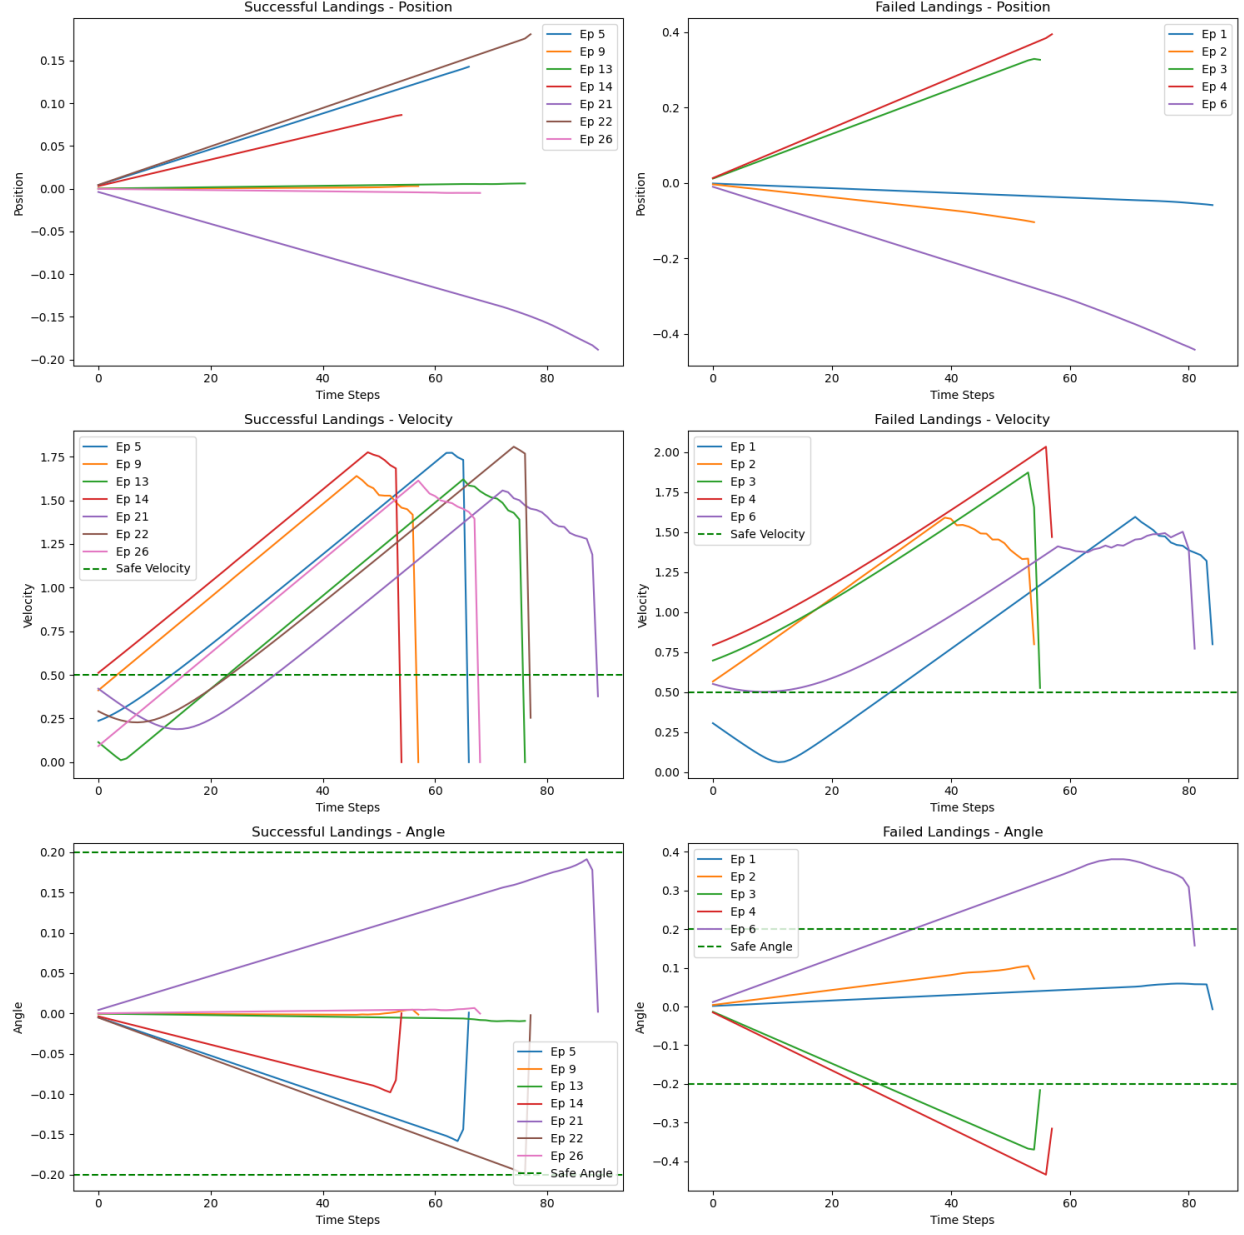 Successful Landings - Position
Position
0.15
0.10
0.05
0.00
−0.05
−0.10
−0.15
−0.20
Ep 5
Ep 9
Ep 13
Ep 14
Ep 21
Ep 22
Ep 26
0 20 40 60 80
Time Steps
Failed Landings - Position
Position
0.4
0.2
0.0
−0.2
−0.4
Ep 1
Ep 2
Ep 3
Ep 4
Ep 6
0 20 40 60 80
Time Steps
Successful Landings - Velocity
Velocity
1.75
1.50
1.25
1.00
0.75
0.50
0.25
0.00
Ep 5
Ep 9
Ep 13
Ep 14
Ep 21
Ep 22
Ep 26
Safe Velocity
0 20 40 60 80
Time Steps
Failed Landings - Velocity
Velocity
2.00
1.75
1.50
1.25
1.00
0.75
0.50
0.25
0.00
Ep 1
Ep 2
Ep 3
Ep 4
Ep 6
Safe Velocity
0 20 40 60 80
Time Steps
Successful Landings - Angle
Angle
0.20
0.15
0.10
0.05
0.00
−0.05
−0.10
−0.15
−0.20
Ep 5
Ep 9
Ep 13
Ep 14
Ep 21
Ep 22
Ep 26
Safe Angle
0 20 40 60 80
Time Steps
Failed Landings - Angle
Angle
0.4
0.3
0.2
0.1
0.0
−0.1
−0.2
−0.3
−0.4
Ep 1
Ep 2
Ep 3
Ep 4
Ep 6
Safe Angle
0 20 40 60 80
Time Steps